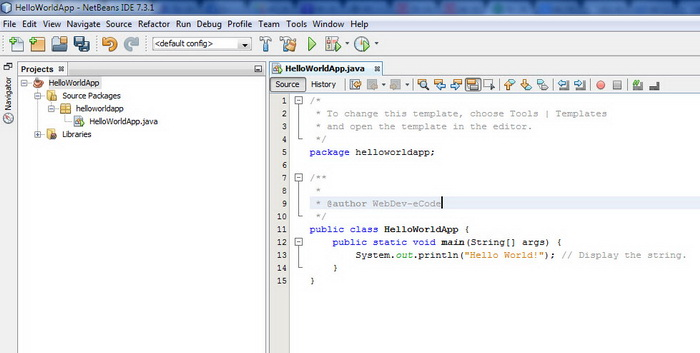 HelloWorldApp - NetBeans IDE 7.3.1
File Edit View Navigate Source Refactor Run Debug Profile Team Tools Window Help
<default config>
Navigator
Projects
HelloWorldApp
Source Packages
helloworldapp
HelloWorldApp.java
Libraries
HelloWorldApp.java
Source History
1 /*
2 * To change this template, choose Tools | Templates
3 * and open the template in the editor.
4 */
5 package helloworldapp;
6
7 /**
8 *
9 * @author WebDev-eCode
10 */
11 public class HelloWorldApp {
12 public static void main(String[] args) {
13 System.out.println("Hello World!"); // Display the string.
14 }
15 }